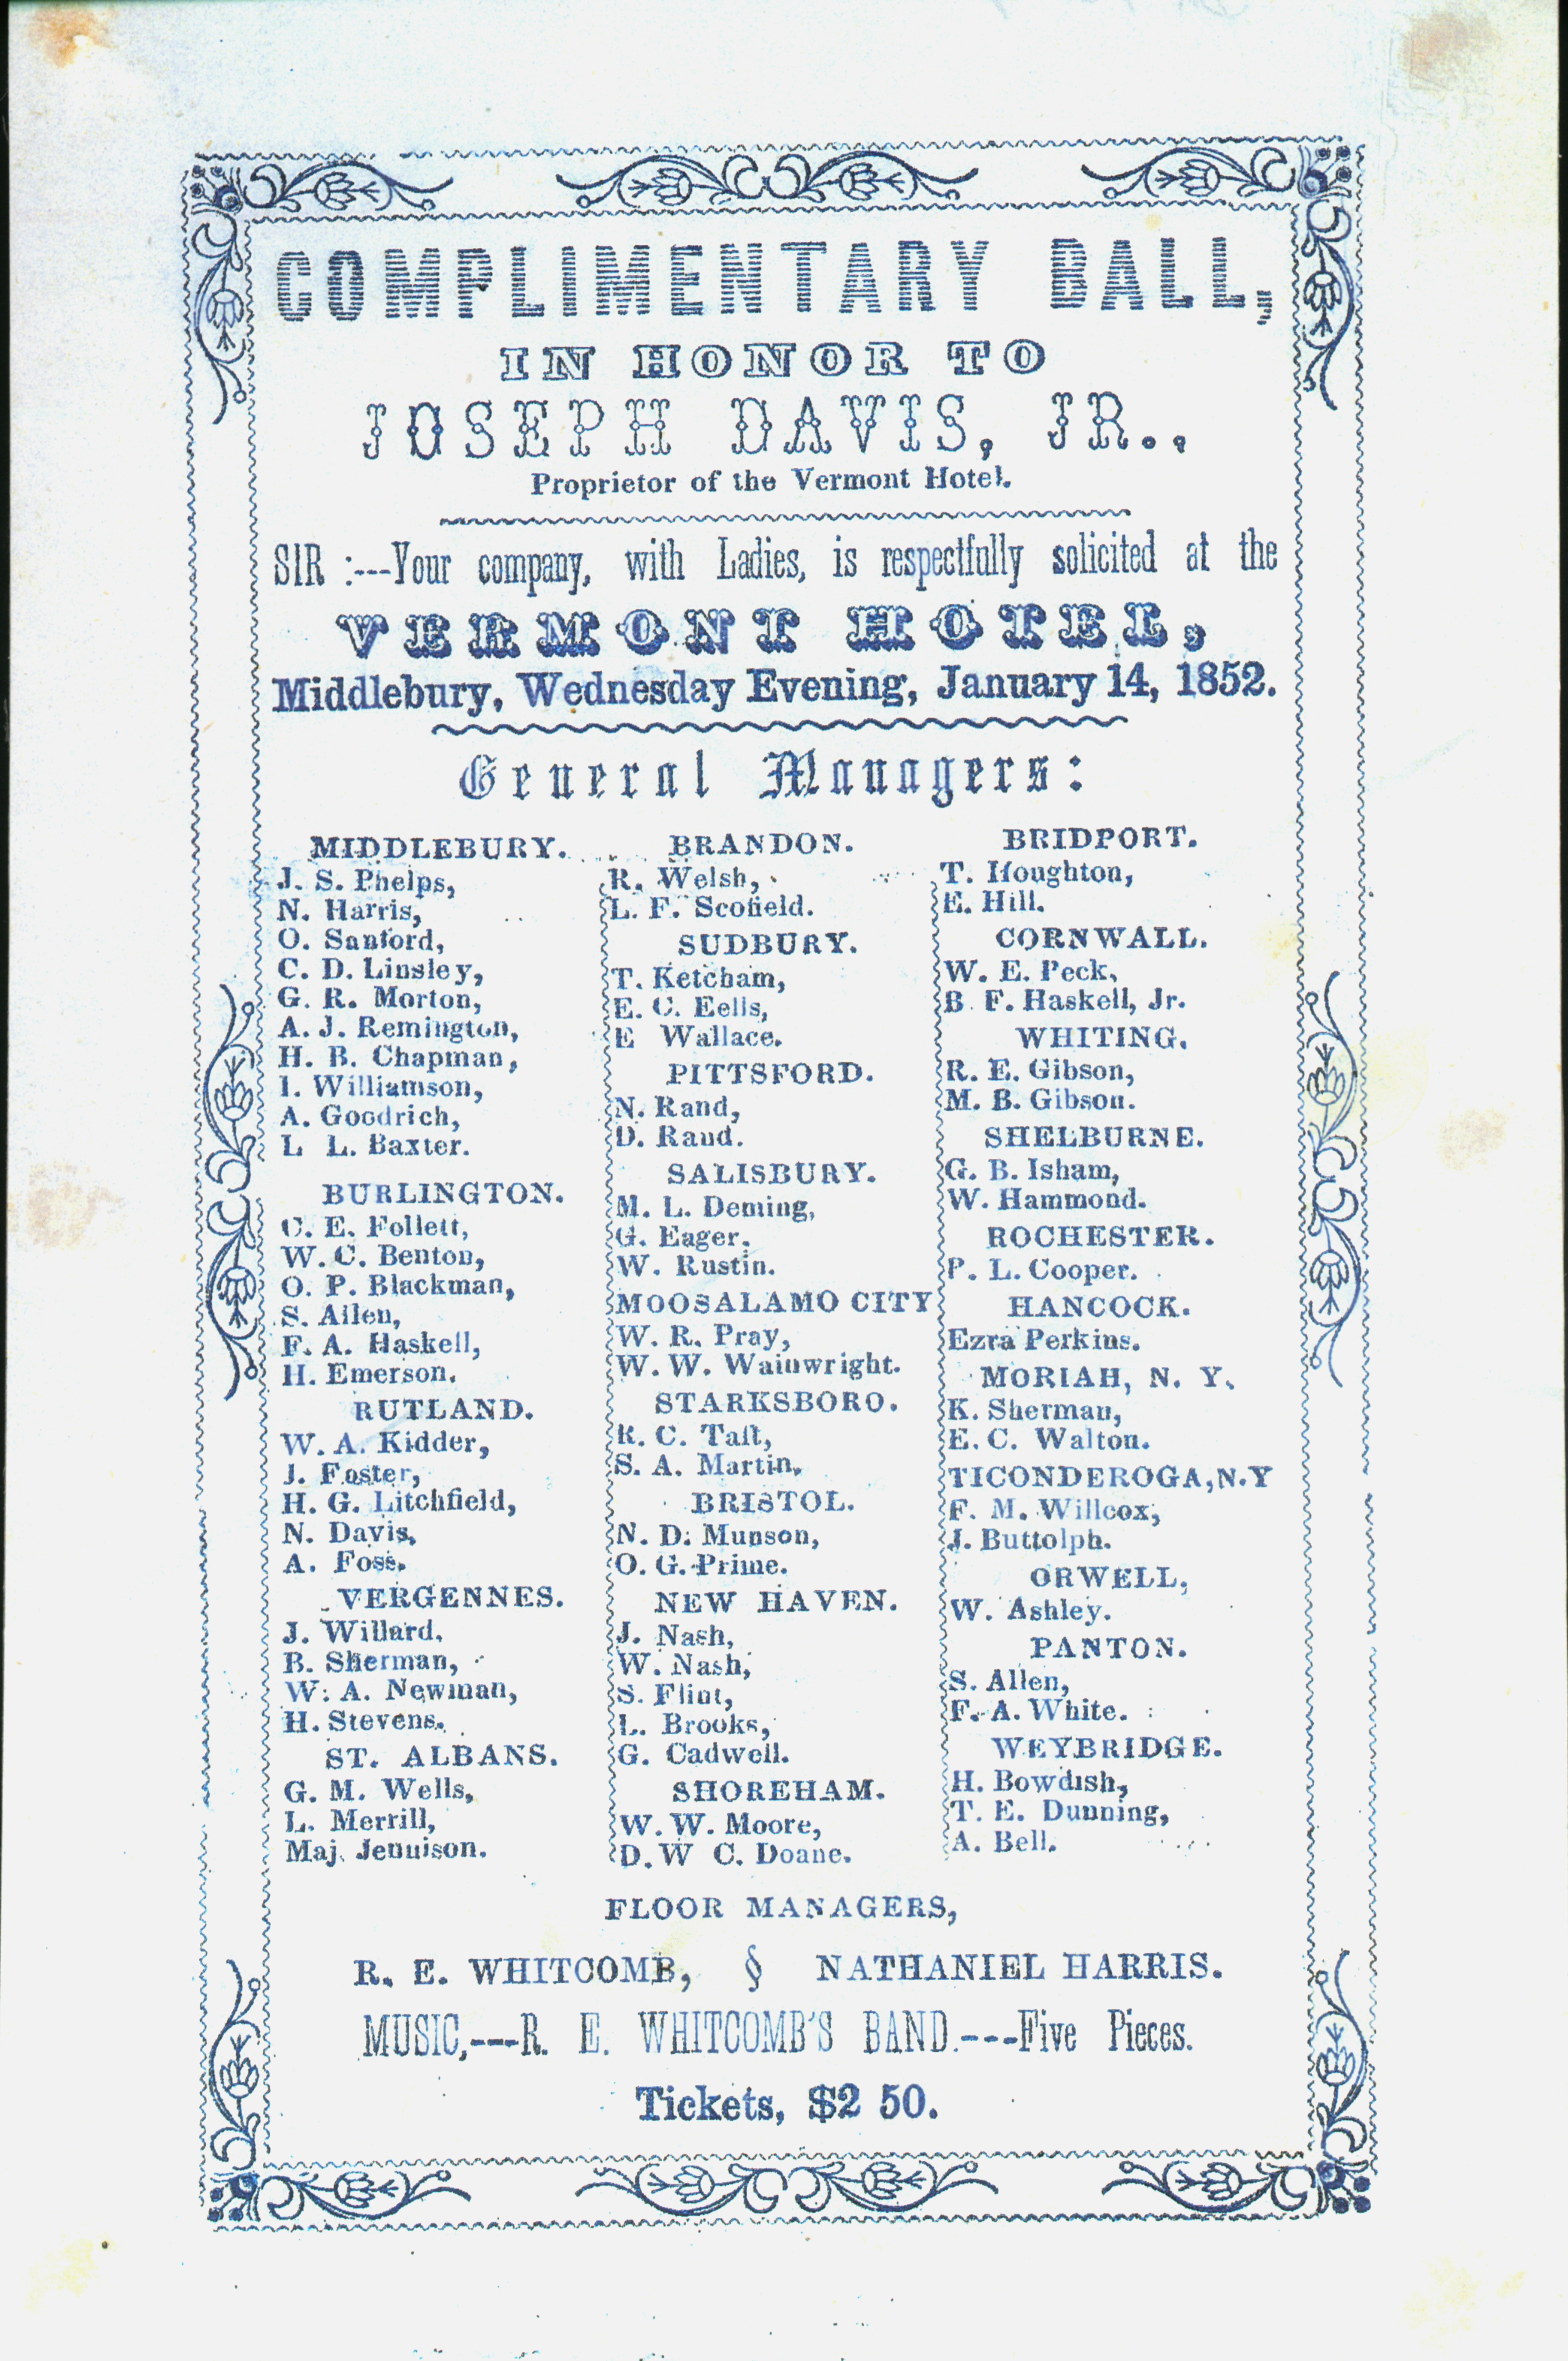 COMPLIMENTARY BALL,
IN HONOR TO
JOSEPH DAVIS, JR.,
Proprietor of the Vermont Hotel.
SIR :---Your company, with Ladies, is respectfully solicited at the
VERMONT HOTEL,
Middlebury, Wednesday Evening, January 14, 1852.
General Managers:
MIDDLEBURY.
J. S. Phelps,
N. Harris,
O. Sanford,
C. D. Linsley,
G. R. Morton,
A. J. Remington,
H. B. Chapman,
I. Williamson,
A. Goodrich,
L L. Baxter.
BURLINGTON.
C. E. Follett,
W. C. Benton,
O. P. Blackman,
S. Allen,
F. A. Haskell,
H. Emerson.
RUTLAND.
W. A. Kidder,
J. Foster,
H. G. Litchfield,
N. Davis,
A. Foss.
VERGENNES.
J. Willard,
B. Sherman,
W. A. Newman,
H. Stevens.
ST. ALBANS.
G. M. Wells,
L. Merrill,
Maj. Jennison.
BRANDON.
R. Welsh,
L. F. Scofield.
SUDBURY.
T. Ketcham,
E. C. Eells,
E Wallace.
PITTSFORD.
N. Rand,
D. Rand.
SALISBURY.
M. L. Deming,
G. Eager,
W. Rustin.
MOOSALAMO CITY
W. R. Pray,
W. W. Wainwright.
STARKSBORO.
R. C. Taft,
S. A. Martin.
BRISTOL.
N. D. Munson,
O. G. Prime.
NEW HAVEN.
J. Nash,
W. Nash,
S. Flint,
L. Brooks,
G. Cadwell.
SHOREHAM.
W. W. Moore,
D. W C. Doane.
BRIDPORT.
T. Houghton,
E. Hill.
CORNWALL.
W. E. Peck,
B F. Haskell, Jr.
WHITING.
R. E. Gibson,
M. B. Gibson.
SHELBURNE.
G. B. Isham,
W. Hammond.
ROCHESTER.
P. L. Cooper.
HANCOCK.
Ezra Perkins.
MORIAH, N. Y.
K. Sherman,
E. C. Walton.
TICONDEROGA, N. Y
F. M. Willcox,
J. Buttolph.
ORWELL,
W. Ashley.
PANTON.
S. Allen,
F. A. White.
WEYBRIDGE.
H. Bowdish,
T. E. Dunning,
A. Bell.
FLOOR MANAGERS,
R. E. WHITCOMB, § NATHANIEL HARRIS.
MUSIC,---R. E. WHITCOMB'S BAND.---Five Pieces.
Tickets, $2 50.